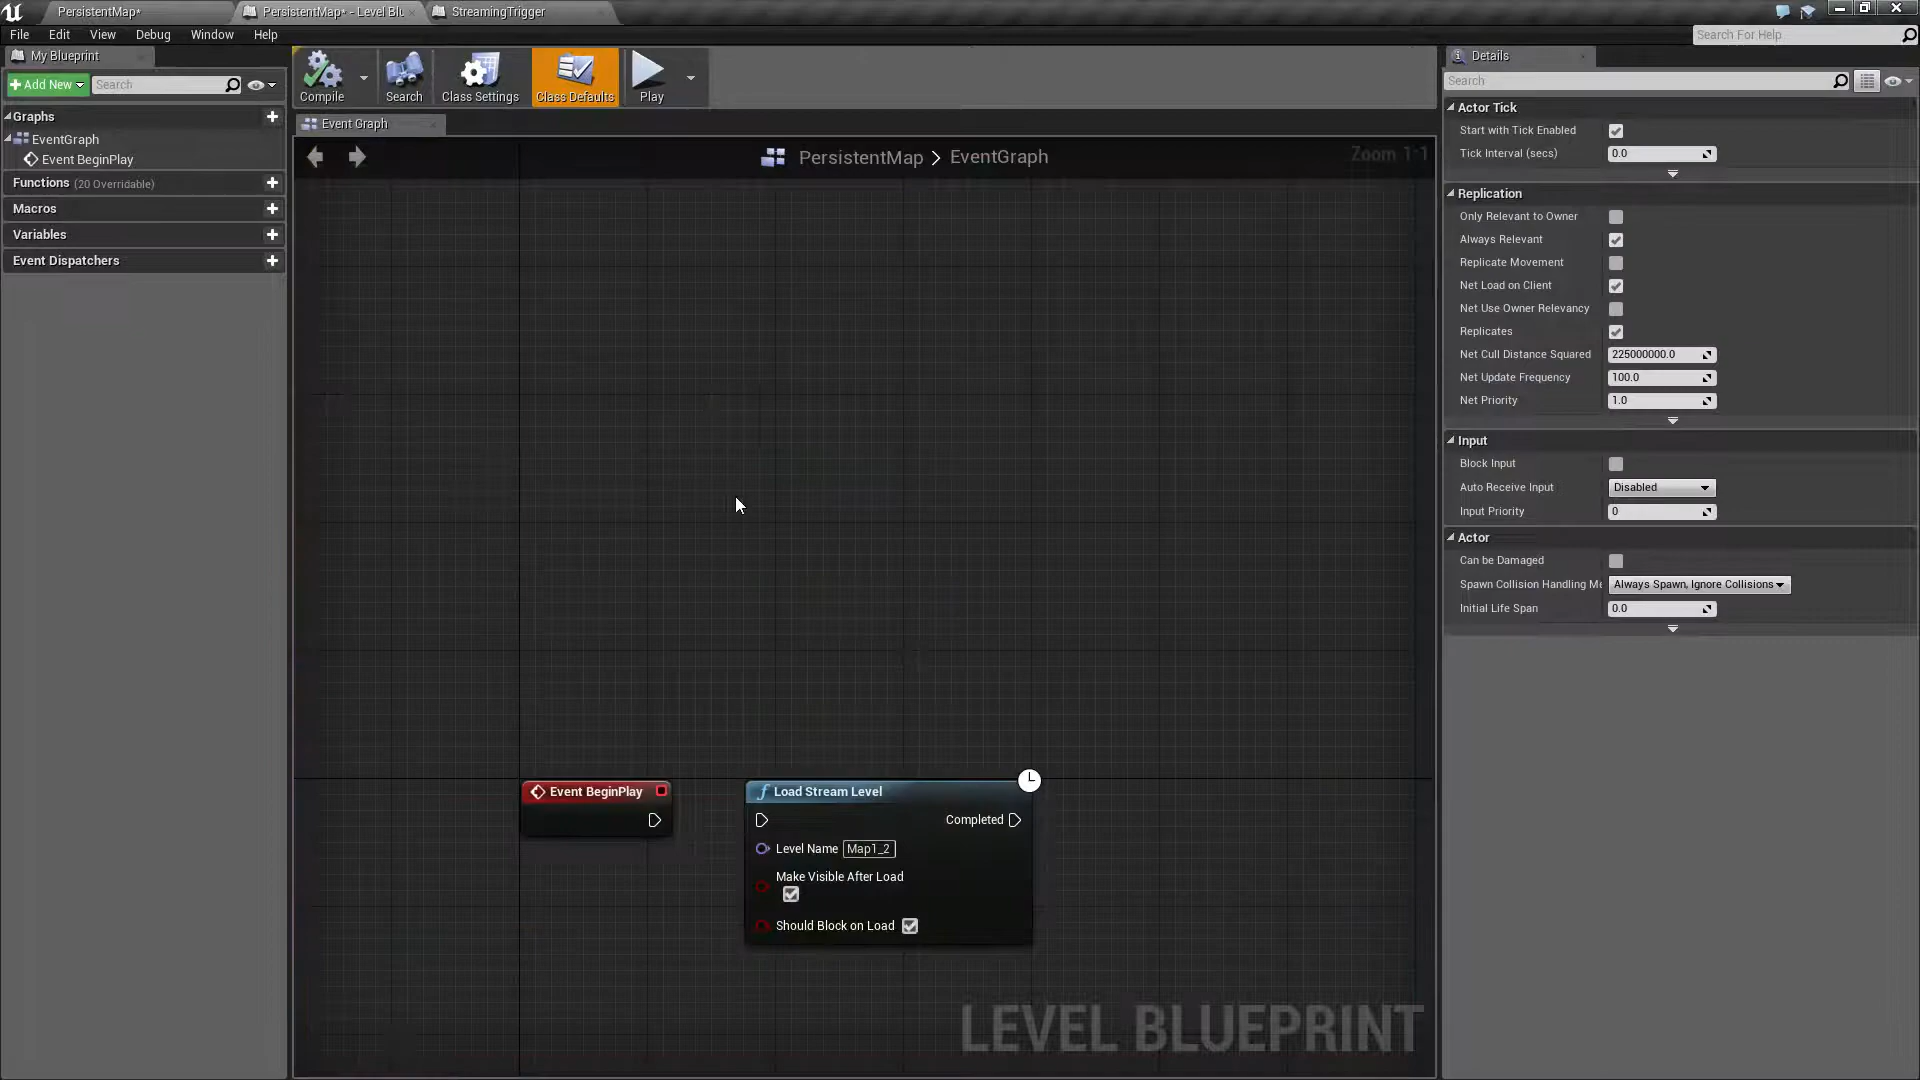 PersistentMap*
PersistentMap* - Level Blu
StreamingTrigger
File
Edit
View
Debug
Window
Help
Search For Help
My Blueprint
Add New
Search
Graphs
EventGraph
Event BeginPlay
Functions (20 Overridable)
Macros
Variables
Event Dispatchers
Compile
Search
Class Settings
Class Defaults
Play
Event Graph
PersistentMap > EventGraph
Zoom 1:1
Event BeginPlay
f Load Stream Level
Completed
Level Name Map1_2
Make Visible After Load
Should Block on Load
LEVEL BLUEPRINT
Details
Search
Actor Tick
Start with Tick Enabled
Tick Interval (secs) 0.0
Replication
Only Relevant to Owner
Always Relevant
Replicate Movement
Net Load on Client
Net Use Owner Relevancy
Replicates
Net Cull Distance Squared 225000000.0
Net Update Frequency 100.0
Net Priority 1.0
Input
Block Input
Auto Receive Input Disabled
Input Priority 0
Actor
Can be Damaged
Spawn Collision Handling Me Always Spawn, Ignore Collisions
Initial Life Span 0.0